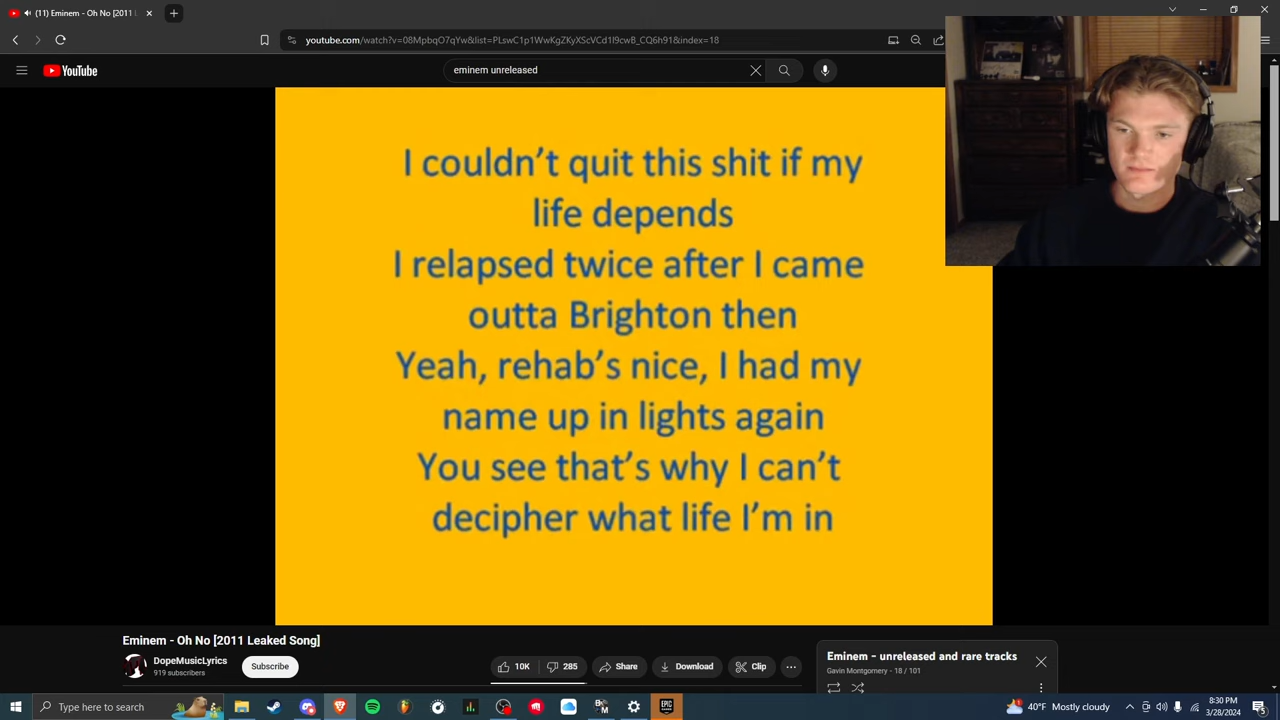 (11) Eminem - Oh No [2011 L
youtube.com/watch?v=08MpbqO7qYw&list=PLswC1p1WwKgZKyXScVCd1l9cwB_CQ6h91&index=18
YouTube
eminem unreleased
I couldn't quit this shit if my
life depends
I relapsed twice after I came
outta Brighton then
Yeah, rehab's nice, I had my
name up in lights again
You see that's why I can't
decipher what life I'm in
Eminem - Oh No [2011 Leaked Song]
DopeMusicLyrics
919 subscribers
Subscribe
10K
285
Share
Download
Clip
Eminem - unreleased and rare tracks
Gavin Montgomery - 18 / 101
Type here to search
EPIC
GAMES
40°F Mostly cloudy
8:30 PM
3/28/2024